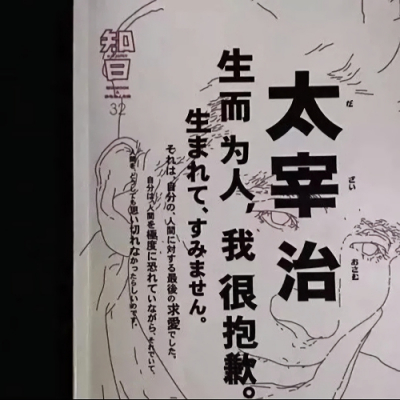 太宰治
だ ざい おさむ
生而为人,我很抱歉。
生まれて、すみません。
それは、自分の、人間に対する最後の求愛でした。
自分は、人間を極度に恐れていながら、それでいて、
人間を、どうしても思い切れなかったらしいのです。
知日
32